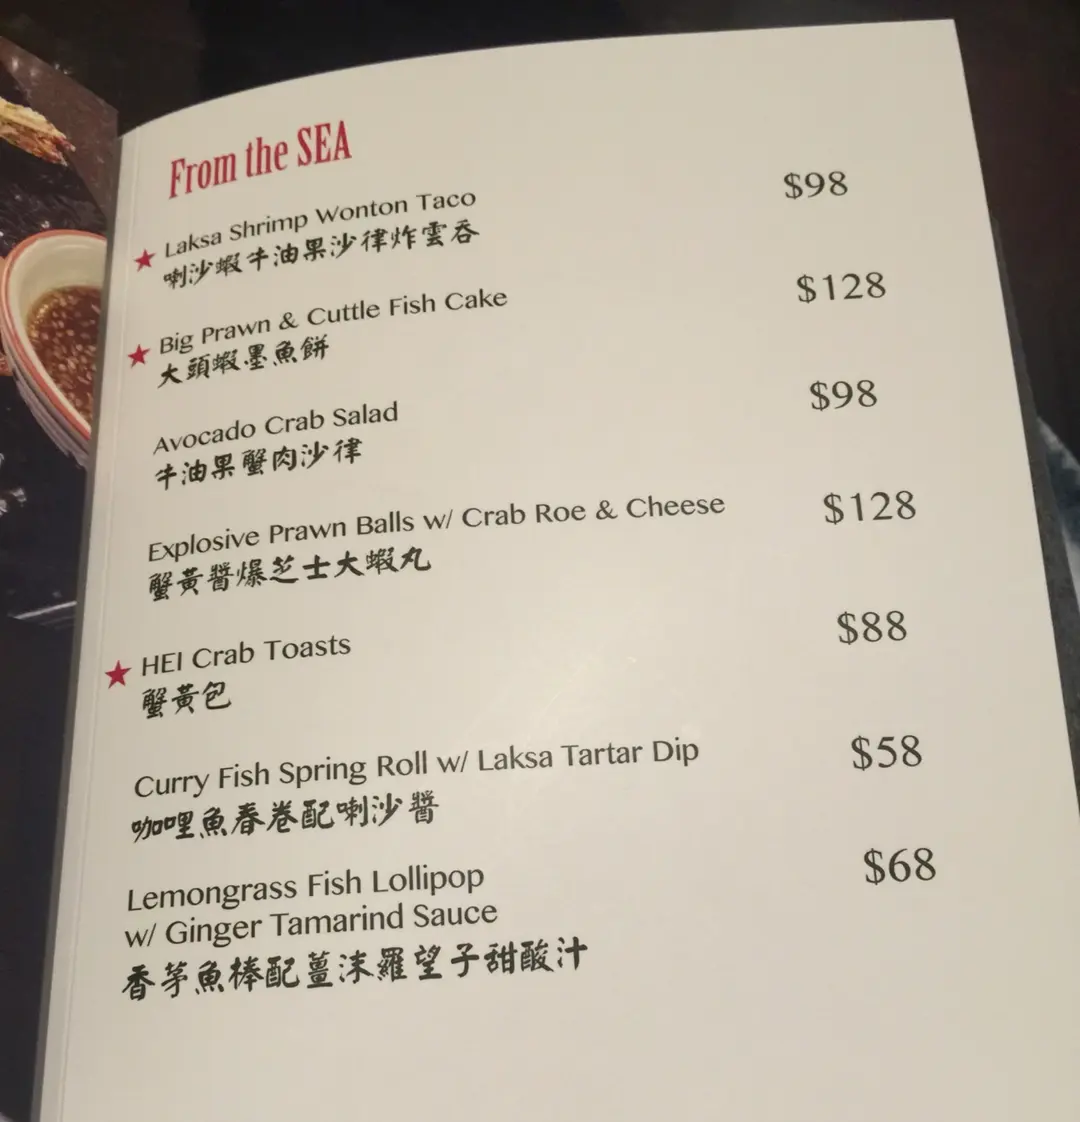 From the SEA
★ Laksa Shrimp Wonton Taco $98
喇沙蝦牛油果沙律炸雲吞
★ Big Prawn & Cuttle Fish Cake $128
大頭蝦墨魚餅
Avocado Crab Salad $98
牛油果蟹肉沙律
Explosive Prawn Balls w/ Crab Roe & Cheese $128
蟹黃醬爆芝士大蝦丸
★ HEI Crab Toasts $88
蟹黃包
Curry Fish Spring Roll w/ Laksa Tartar Dip $58
咖哩魚春卷配喇沙醬
Lemongrass Fish Lollipop $68
w/ Ginger Tamarind Sauce
香茅魚棒配薑沫羅望子甜酸汁